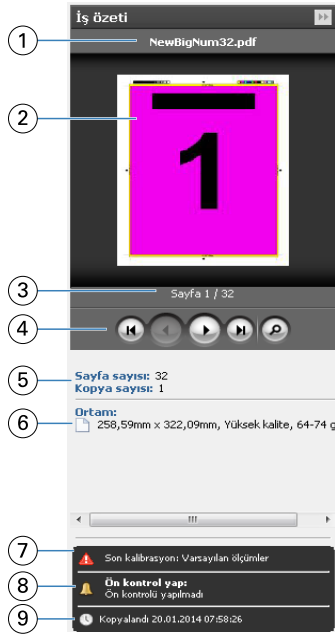 İş özeti
1
NewBigNum32.pdf
2
1
3
Sayfa 1 / 32
4
5
Sayfa sayısı: 32
Kopya sayısı: 1
Ortam:
6
258,59mm x 322,09mm, Yüksek kalite, 64-74 g
7
Son kalibrasyon: Varsayılan ölçümler
8
Ön kontrol yap:
Ön kontrolü yapılmadı
9
Kopyalandı 20.01.2014 07:58:26